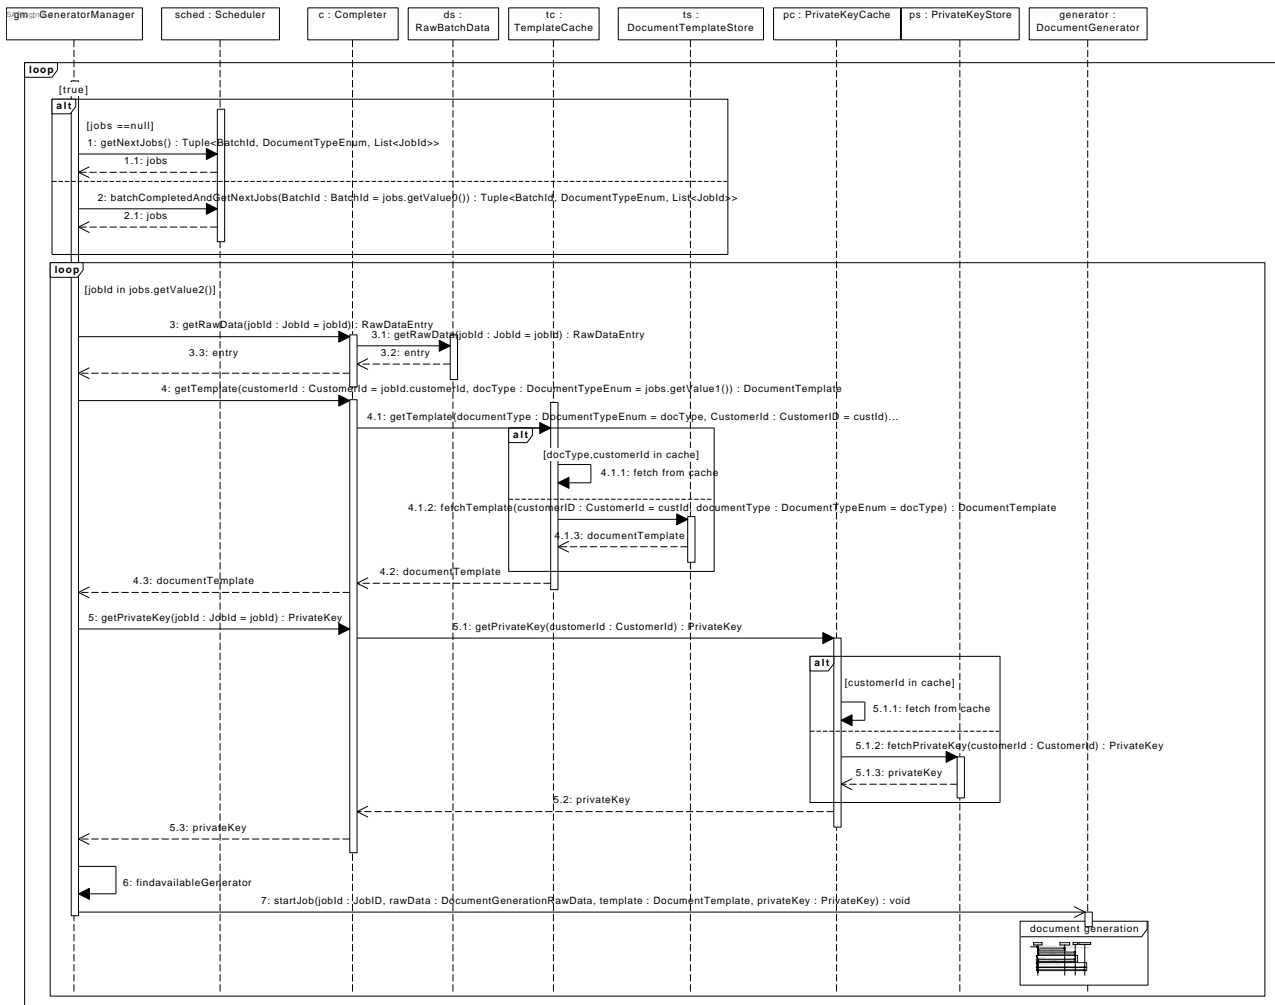 gm : GeneratorManager
sched : Scheduler
c : Completer
ds :
RawBatchData
tc :
TemplateCache
ts :
DocumentTemplateStore
pc : PrivateKeyCache
ps : PrivateKeyStore
generator :
DocumentGenerator
loop
[true]
alt
[jobs ==null]
1: getNextJobs() : Tuple<BatchId, DocumentTypeEnum, List<JobId>>
1.1: jobs
2: batchCompletedAndGetNextJobs(BatchId : BatchId = jobs.getValue0()) : Tuple<BatchId, DocumentTypeEnum, List<JobId>>
2.1: jobs
loop
[jobId in jobs.getValue2()]
3: getRawData(jobId : JobId = jobId) : RawDataEntry
3.1: getRawData(jobId : JobId = jobId) : RawDataEntry
3.2: entry
3.3: entry
4: getTemplate(customerId : CustomerId = jobId.customerId, docType : DocumentTypeEnum = jobs.getValue1()) : DocumentTemplate
4.1: getTemplate(documentType : DocumentTypeEnum = docType, CustomerId : CustomerID = custId)...
alt
[docType,customerId in cache]
4.1.1: fetch from cache
4.1.2: fetchTemplate(customerID : CustomerId = custId, documentType : DocumentTypeEnum = docType) : DocumentTemplate
4.1.3: documentTemplate
4.2: documentTemplate
4.3: documentTemplate
5: getPrivateKey(jobId : JobId = jobId) : PrivateKey
5.1: getPrivateKey(customerId : CustomerId) : PrivateKey
alt
[customerId in cache]
5.1.1: fetch from cache
5.1.2: fetchPrivateKey(customerId : CustomerId) : PrivateKey
5.1.3: privateKey
5.2: privateKey
5.3: privateKey
6: findavailableGenerator
7: startJob(jobId : JobID, rawData : DocumentGenerationRawData, template : DocumentTemplate, privateKey : PrivateKey) : void
document generation